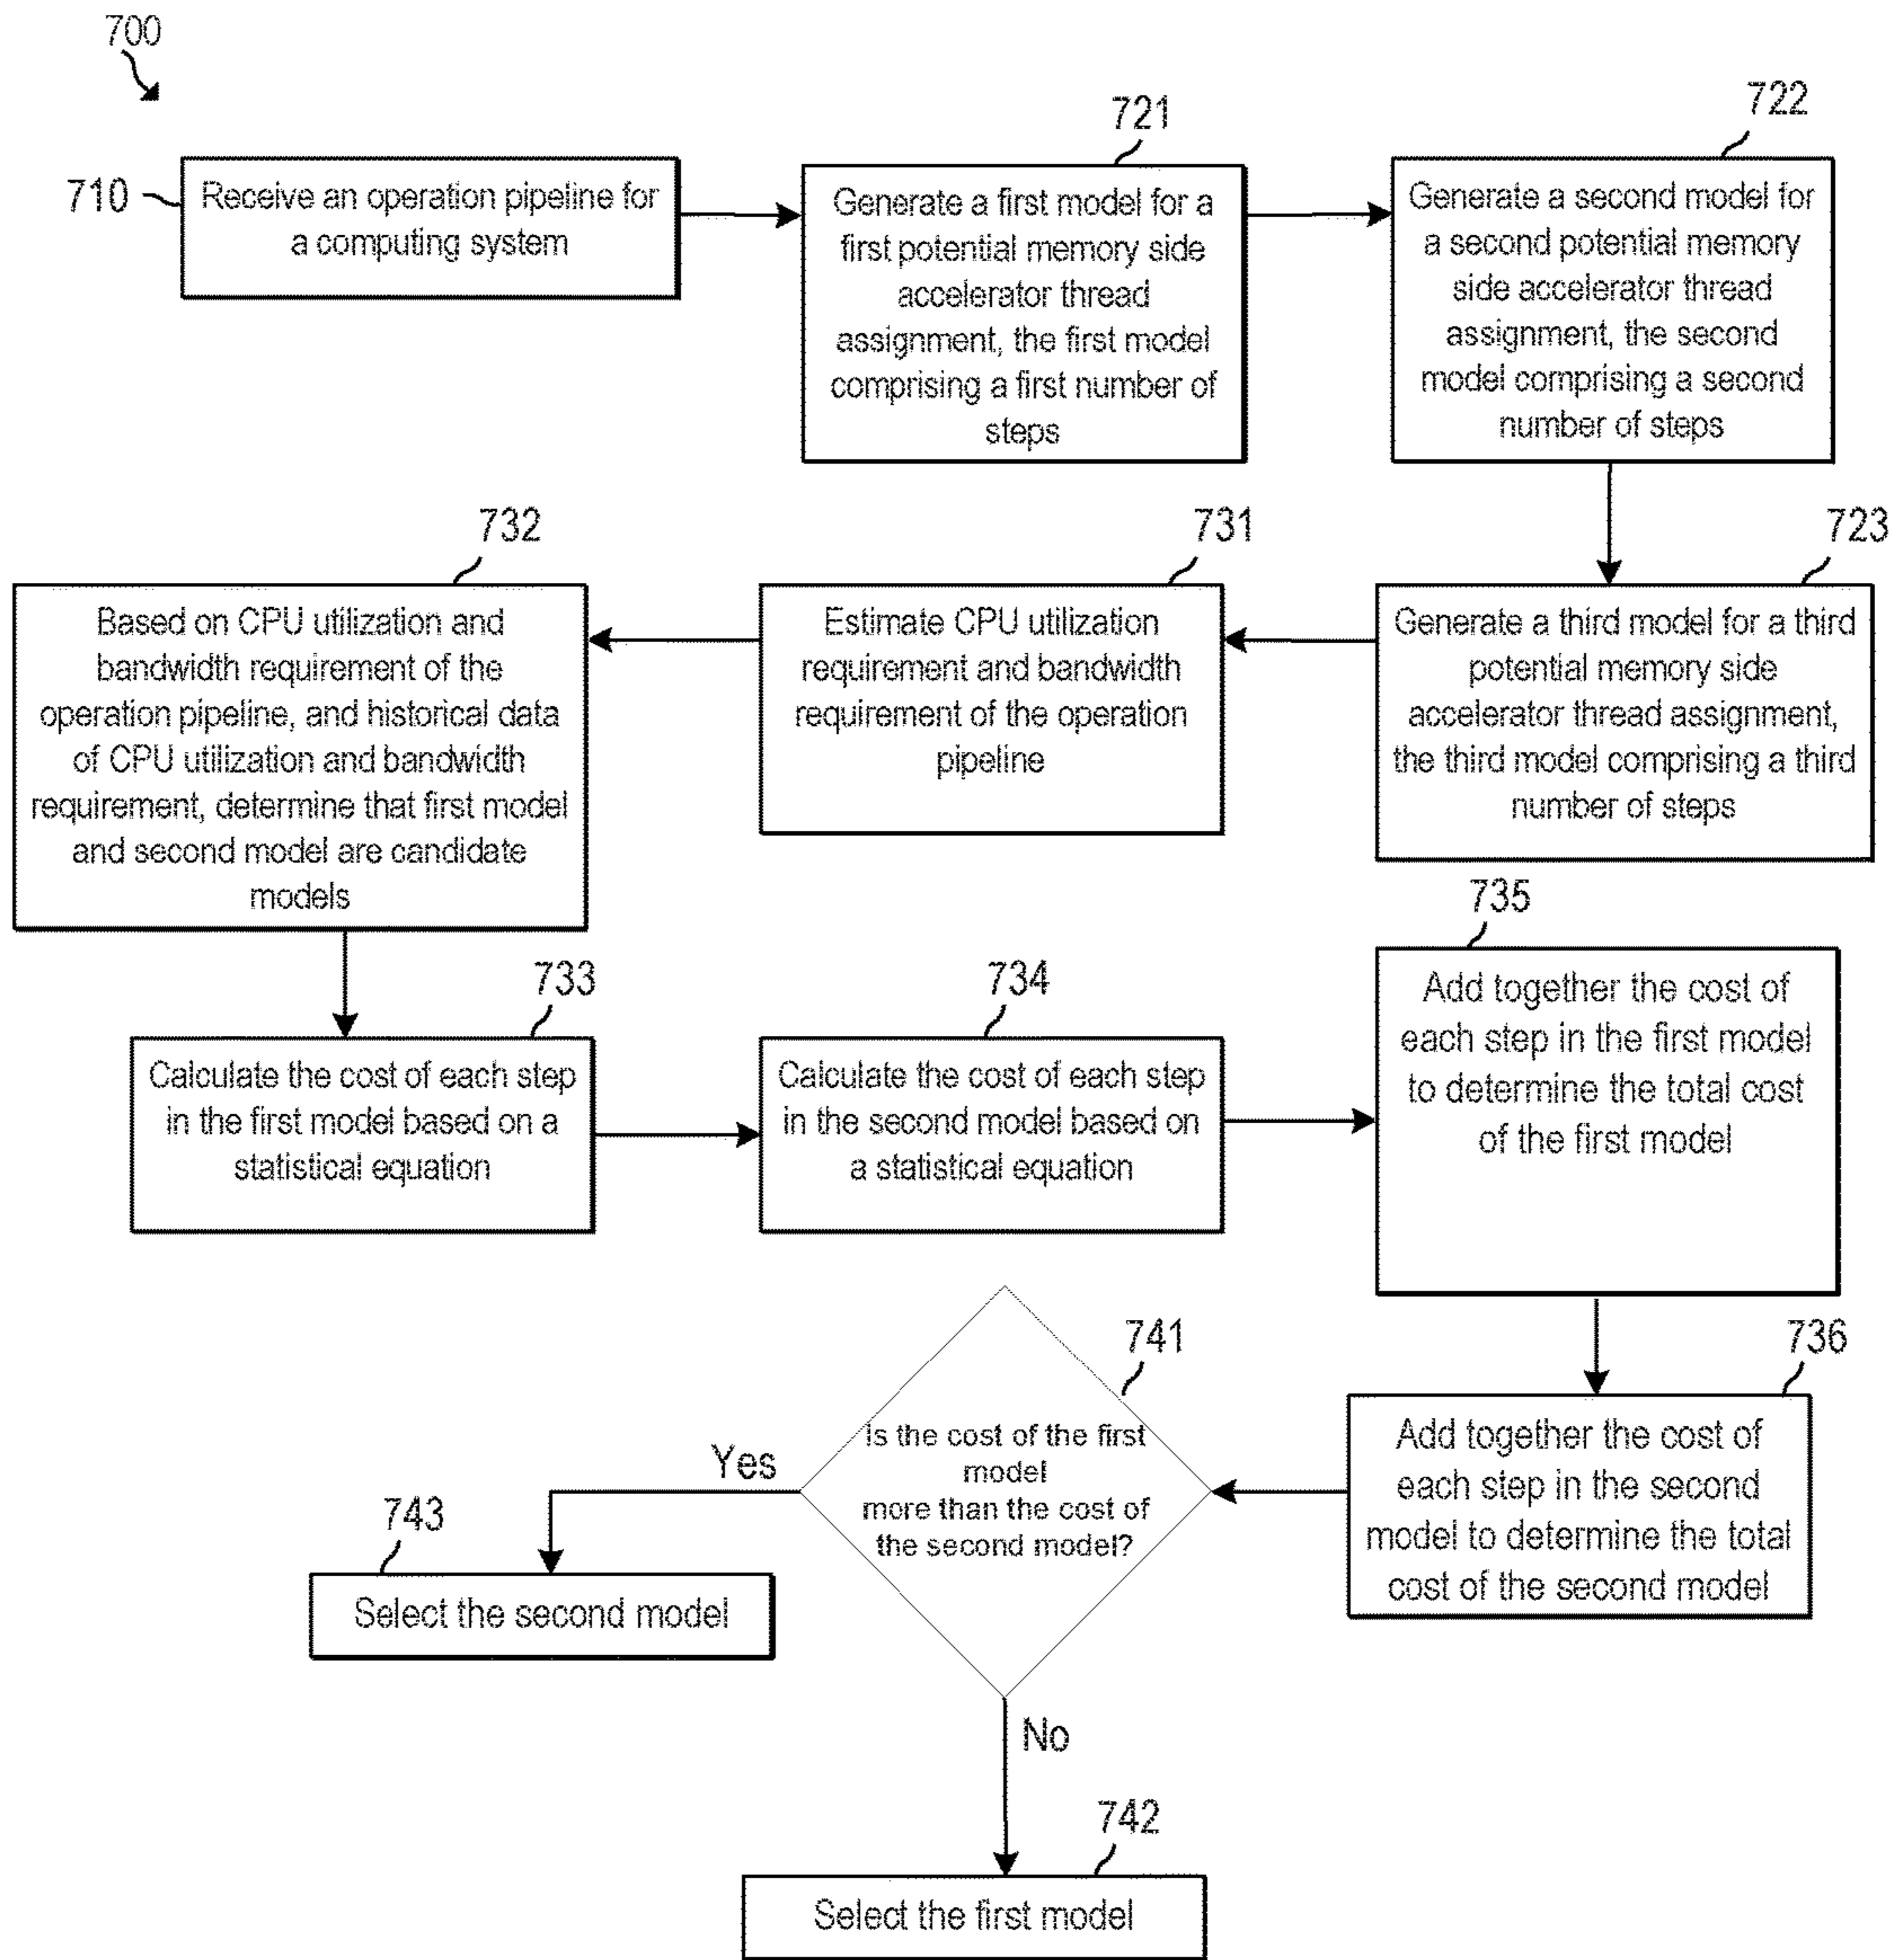 700
710
Receive an operation pipeline for
a computing system
721
Generate a first model for a
first potential memory side
accelerator thread
assignment, the first model
comprising a first number of
steps
722
Generate a second model for
a second potential memory
side accelerator thread
assignment, the second
model comprising a second
number of steps
732
Based on CPU utilization and
bandwidth requirement of the
operation pipeline, and historical data
of CPU utilization and bandwidth
requirement, determine that first model
and second model are candidate
models
731
Estimate CPU utilization
requirement and bandwidth
requirement of the operation
pipeline
723
Generate a third model for a third
potential memory side
accelerator thread assignment,
the third model comprising a third
number of steps
733
Calculate the cost of each step
in the first model based on a
statistical equation
734
Calculate the cost of each step
in the second model based on
a statistical equation
735
Add together the cost of
each step in the first model
to determine the total cost
of the first model
741
Is the cost of the first
model
more than the cost of
the second model?
736
Add together the cost of
each step in the second
model to determine the total
cost of the second model
Yes
743
Select the second model
No
742
Select the first model